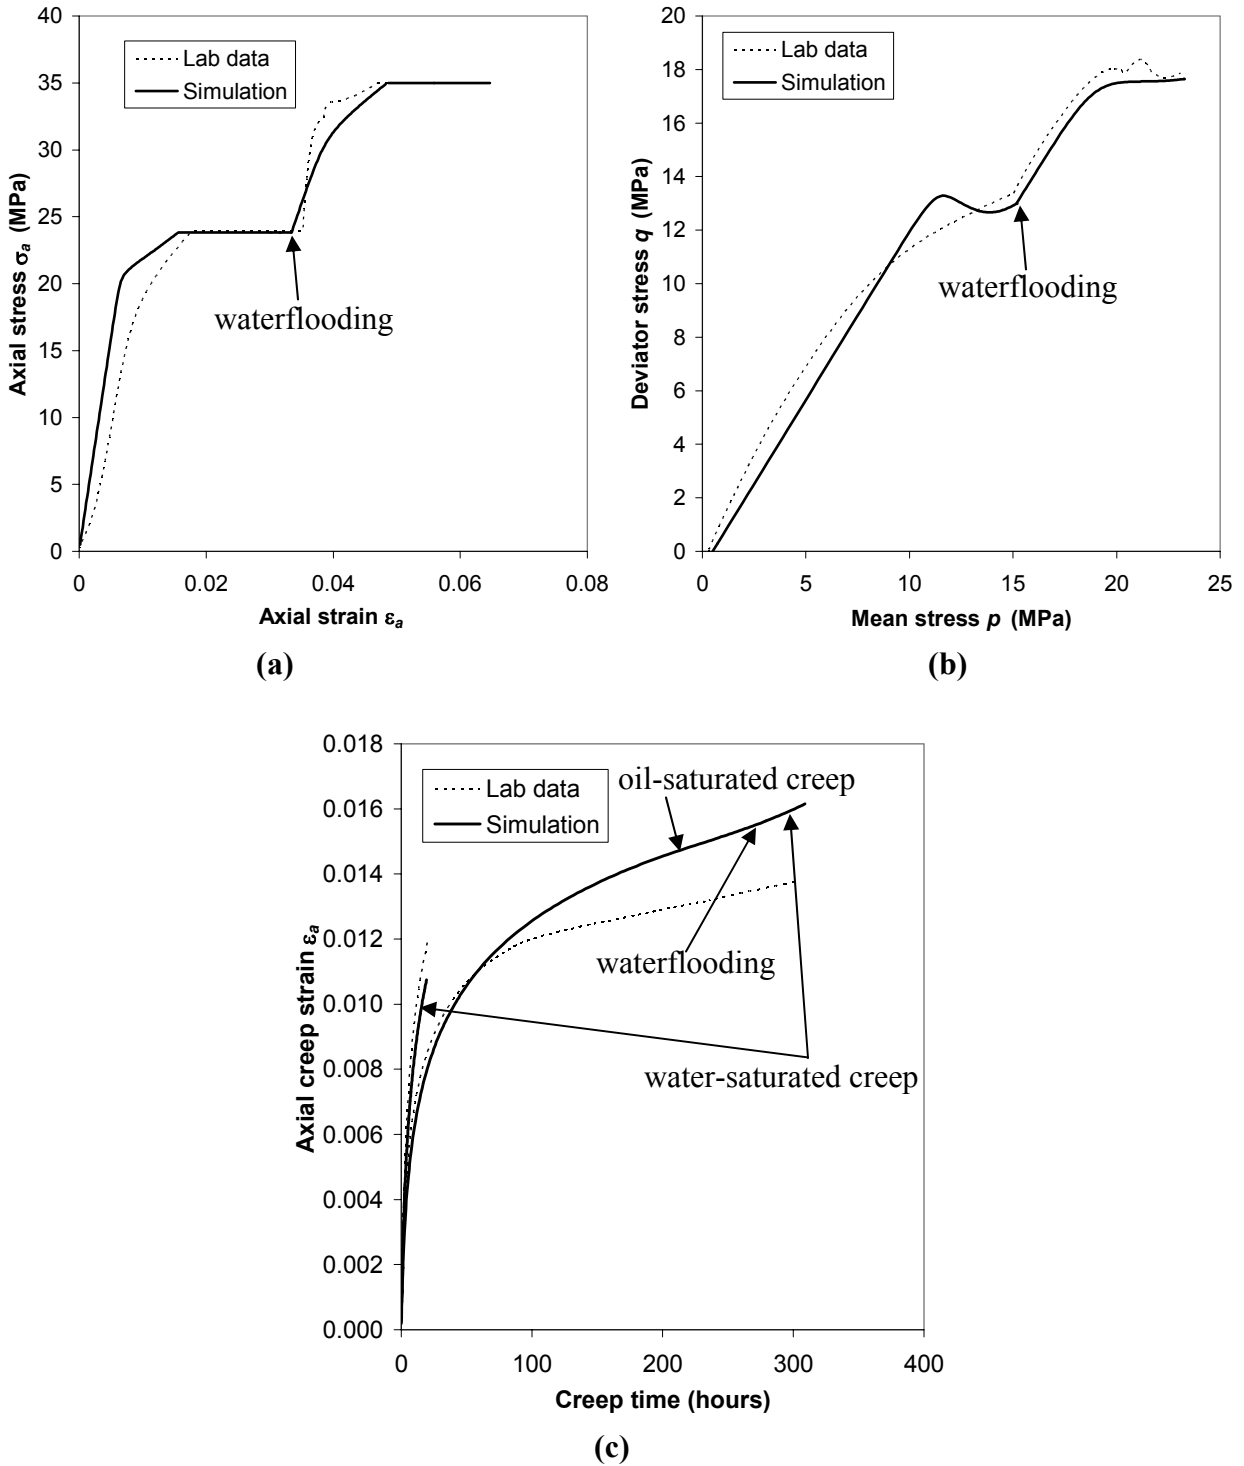 40
35
30
25
20
15
10
5
0
Axial stress σa (MPa)
Lab data
Simulation
waterflooding
0 0.02 0.04 0.06 0.08
Axial strain εa
(a)
20
18
16
14
12
10
8
6
4
2
0
Deviator stress q (MPa)
Lab data
Simulation
waterflooding
0 5 10 15 20 25
Mean stress p (MPa)
(b)
0.018
0.016
0.014
0.012
0.010
0.008
0.006
0.004
0.002
0.000
Axial creep strain εa
Lab data
Simulation
oil-saturated creep
waterflooding
water-saturated creep
0 100 200 300 400
Creep time (hours)
(c)